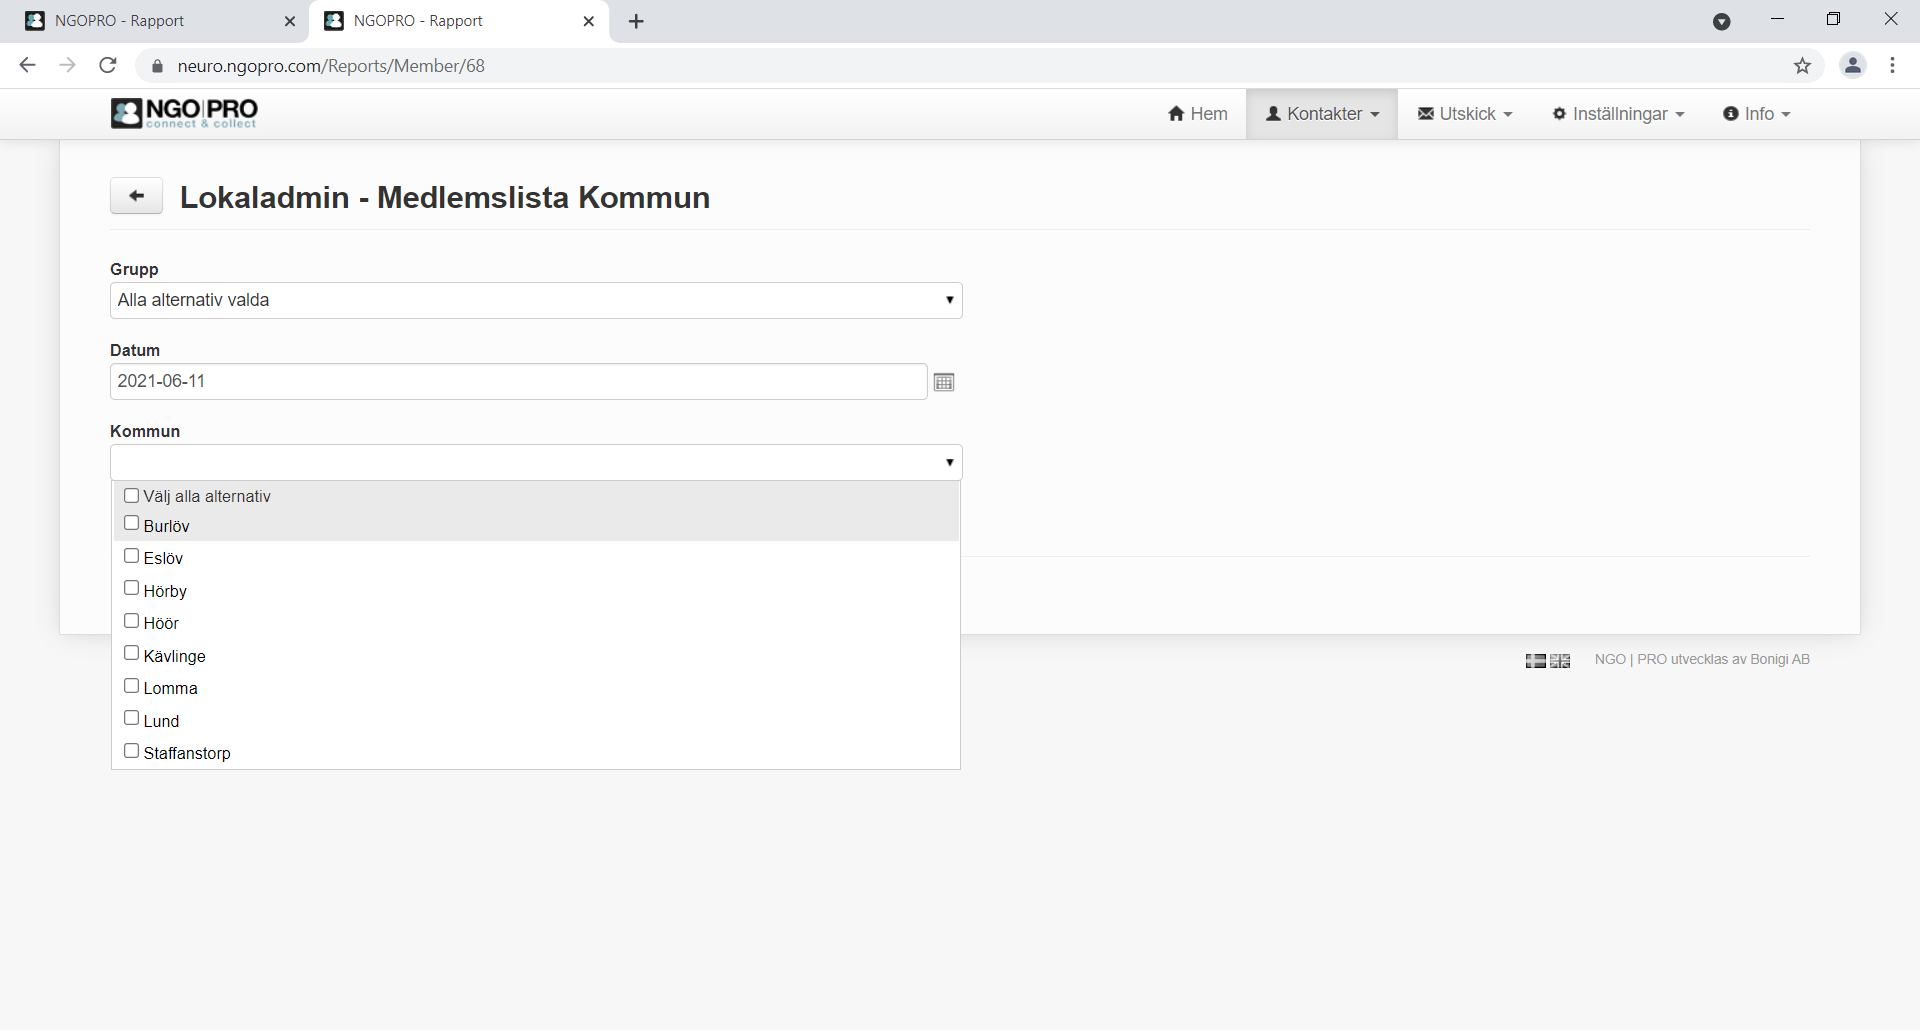 NGOPRO - Rapport
NGOPRO - Rapport
neuro.ngopro.com/Reports/Member/68
NGO|PRO
connect & collect
Hem
Kontakter
Utskick
Inställningar
Info
Lokaladmin - Medlemslista Kommun
Grupp
Alla alternativ valda
Datum
2021-06-11
Kommun
Välj alla alternativ
Burlöv
Eslöv
Hörby
Höör
Kävlinge
Lomma
Lund
Staffanstorp
NGO | PRO utvecklas av Bonigi AB